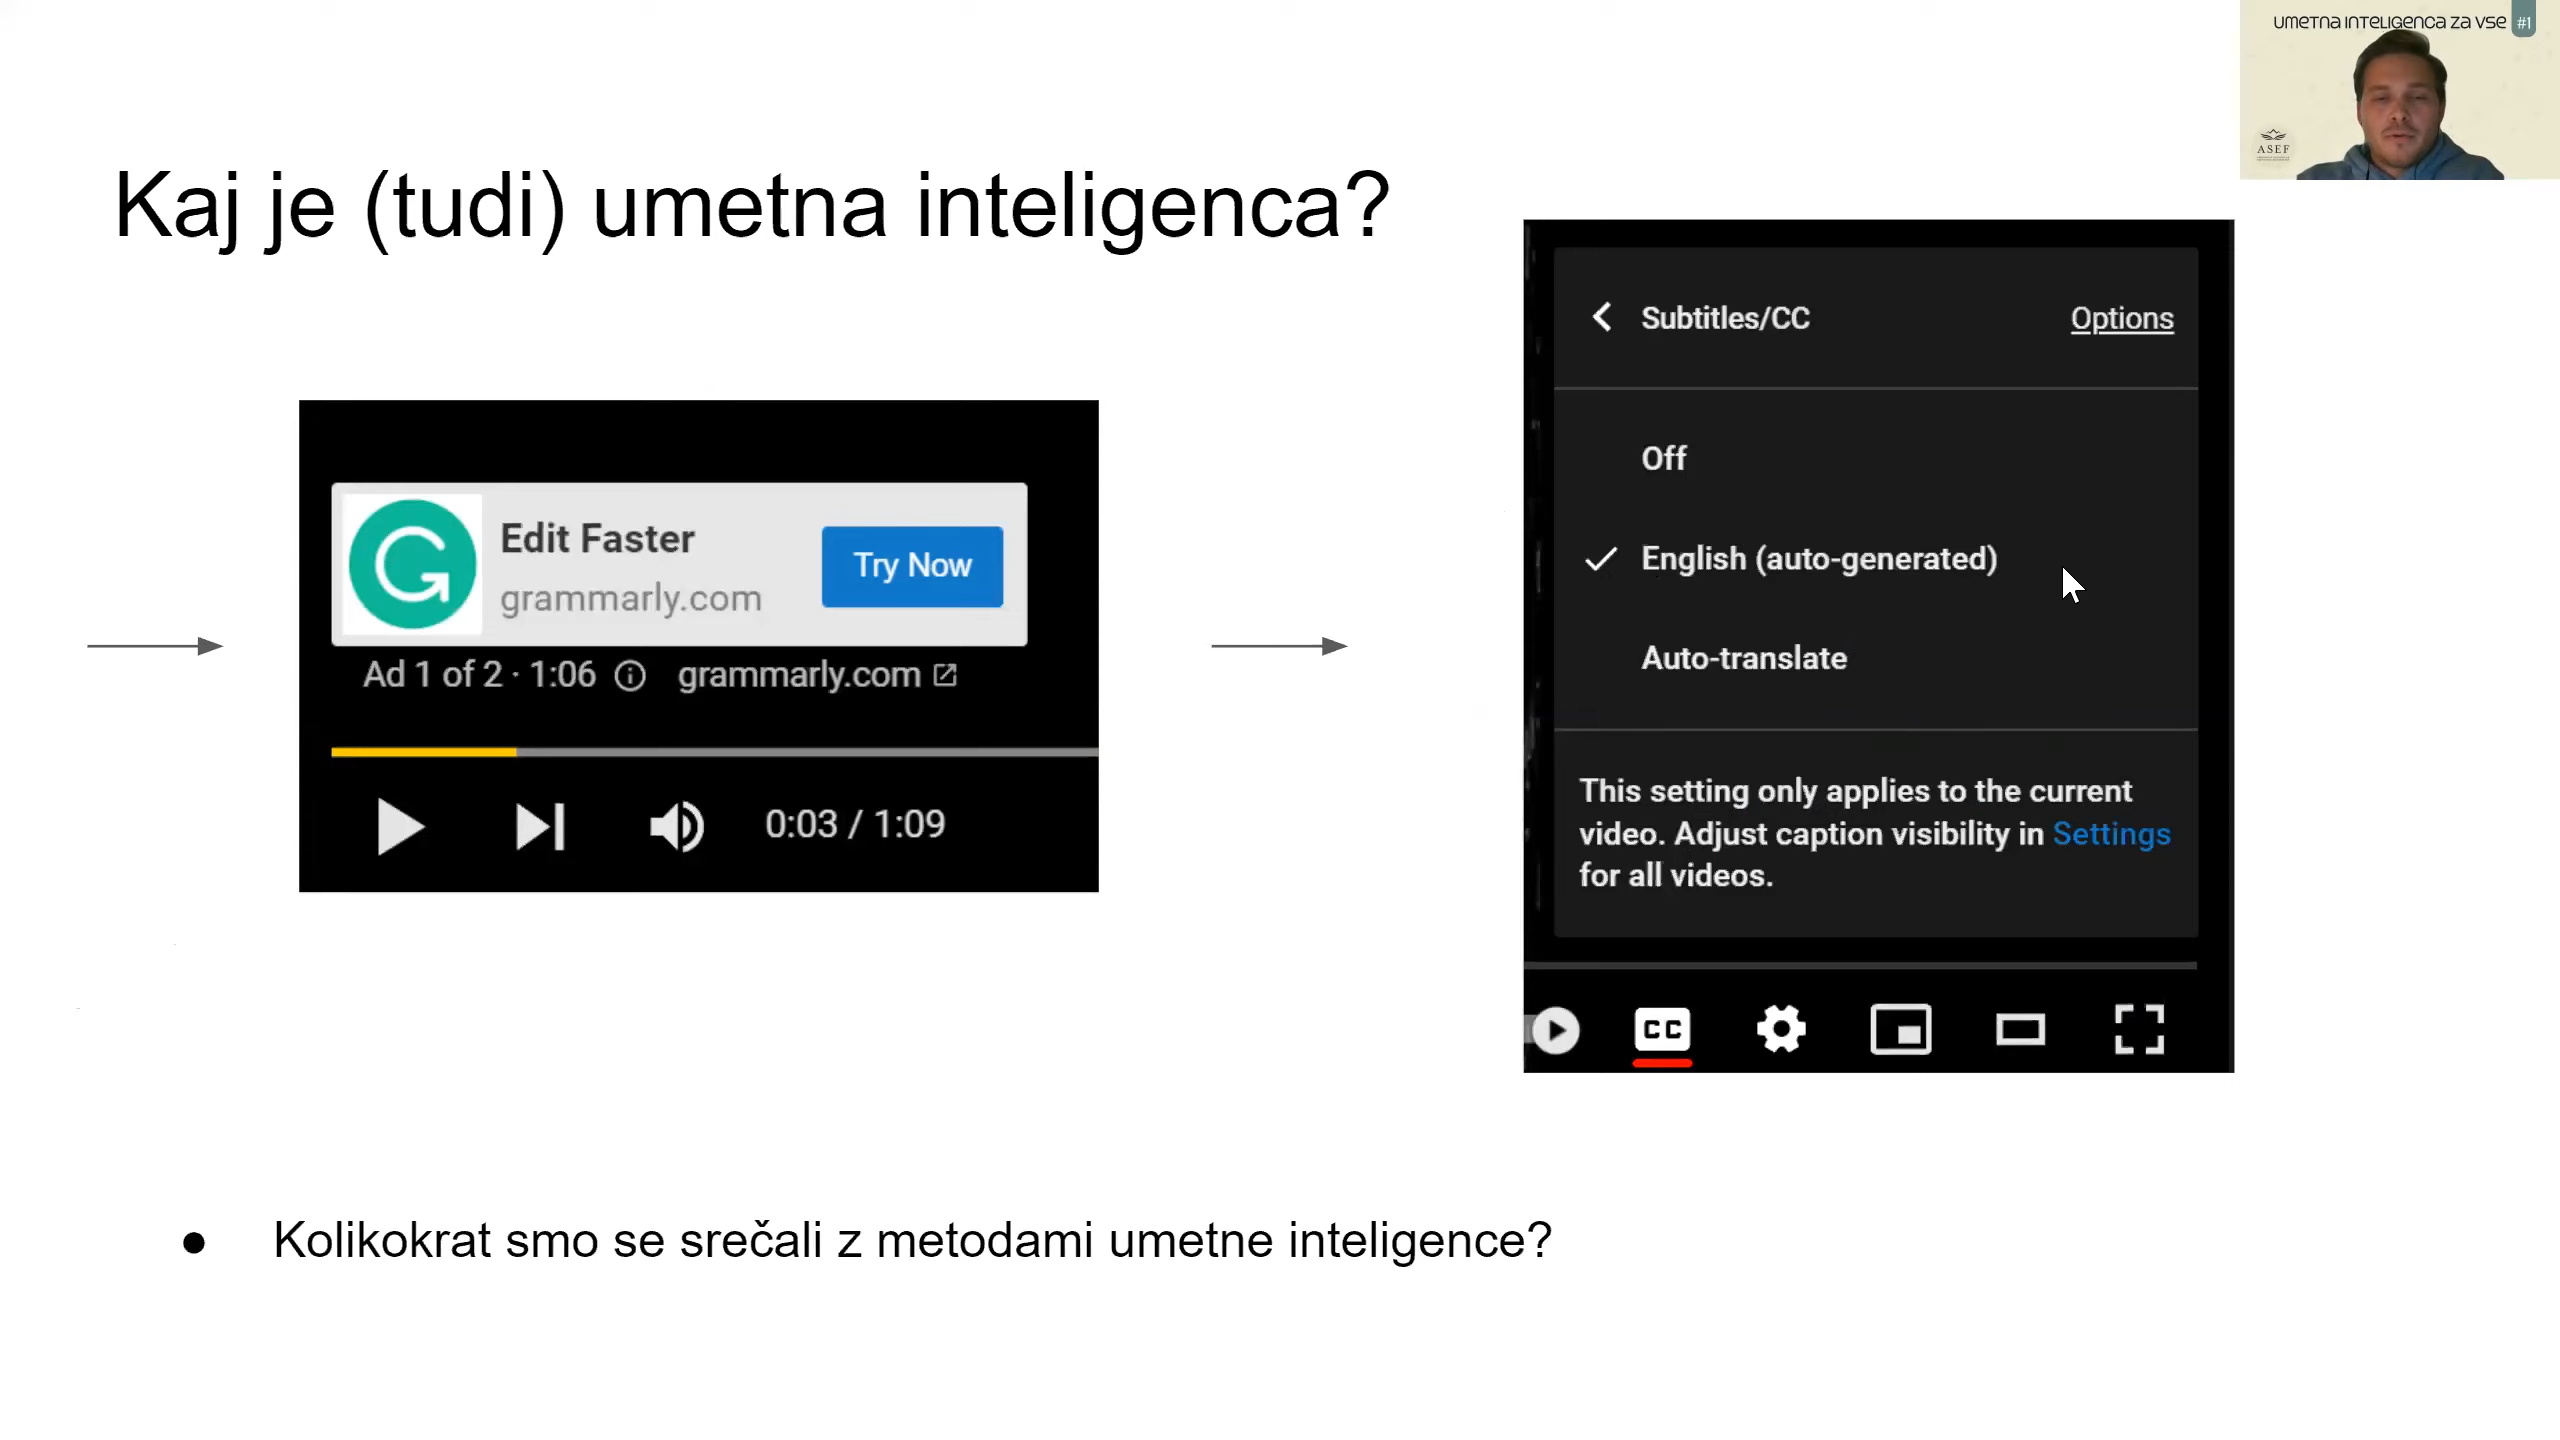 UMETNA INTELIGENCA ZA VSE #1
ASEF
Kaj je (tudi) umetna inteligenca?
Edit Faster
grammarly.com
Try Now
Ad 1 of 2 · 1:06
grammarly.com
0:03 / 1:09
Subtitles/CC
Options
Off
English (auto-generated)
Auto-translate
This setting only applies to the current
video. Adjust caption visibility in Settings
for all videos.
CC
Kolikokrat smo se srečali z metodami umetne inteligence?